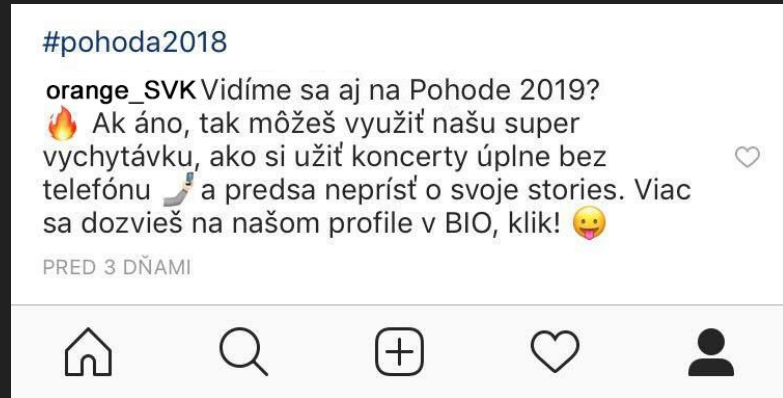 #pohoda2018
orange_SVK Vidíme sa aj na Pohode 2019?
🔥 Ak áno, tak môžeš využiť našu super
vychytávku, ako si užiť koncerty úplne bez
telefónu 🤳 a predsa neprísť o svoje stories. Viac
sa dozvieš na našom profile v BIO, klik! 😛
PRED 3 DŇAMI